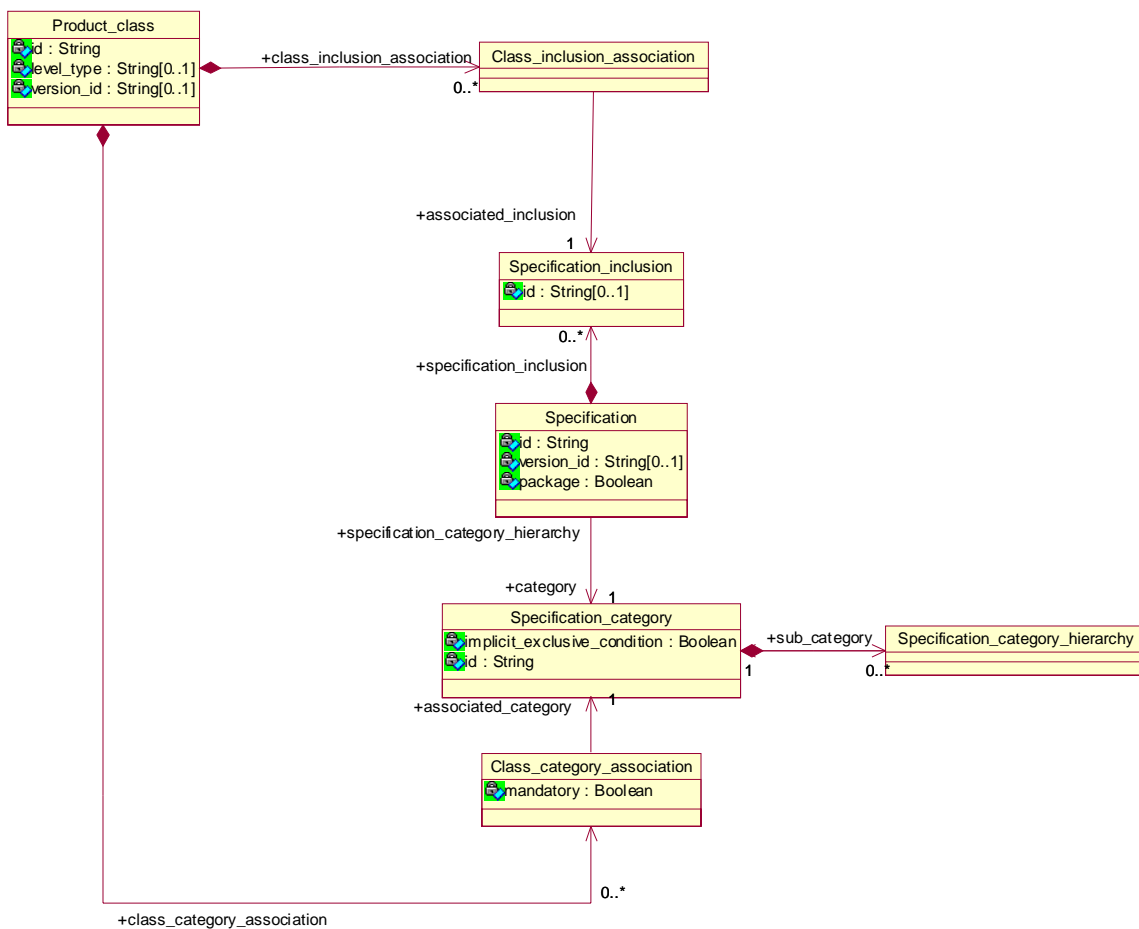 Product_class
id : String
level_type : String[0..1]
version_id : String[0..1]
+class_inclusion_association
0..*
Class_inclusion_association
+associated_inclusion
1
Specification_inclusion
id : String[0..1]
0..*
+specification_inclusion
Specification
id : String
version_id : String[0..1]
package : Boolean
+specification_category_hierarchy
+category
1
Specification_category
implicit_exclusive_condition : Boolean
id : String
+sub_category
1
0..*
Specification_category_hierarchy
+associated_category
1
Class_category_association
mandatory : Boolean
0..*
+class_category_association